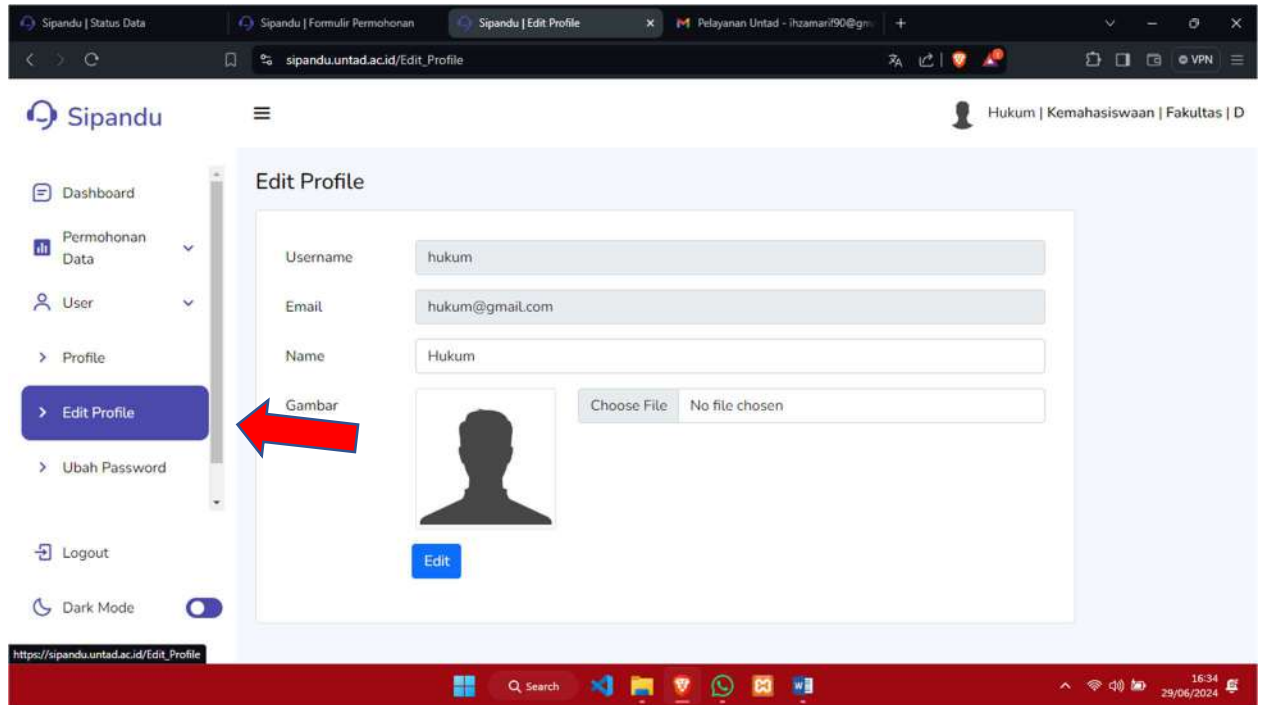 Sipandu | Status Data
Sipandu | Formulir Permohonan
Sipandu | Edit Profile
Pelayanan Untad - ihzamarif90@gm
sipandu.untad.ac.id/Edit_Profile
VPN
Sipandu
Hukum | Kemahasiswaan | Fakultas | D
Dashboard
Permohonan
Data
User
Profile
Edit Profile
Ubah Password
Logout
Dark Mode
Edit Profile
Username
hukum
Email
hukum@gmail.com
Name
Hukum
Gambar
Choose File
No file chosen
Edit
https://sipandu.untad.ac.id/Edit_Profile
Search
16:34
29/06/2024